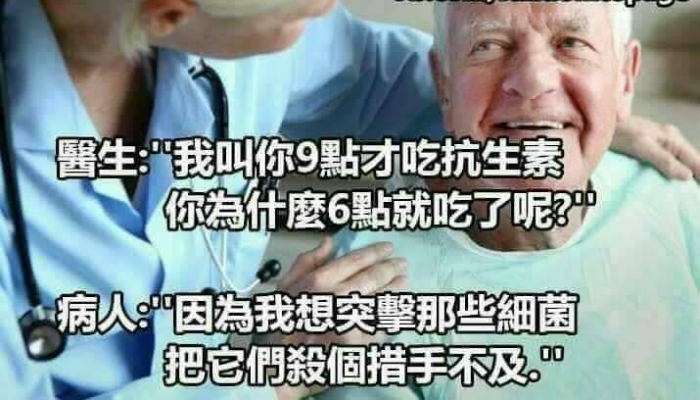 醫生:"我叫你9點才吃抗生素
你為什麼6點就吃了呢?"
病人:"因為我想突擊那些細菌
把它們殺個措手不及."